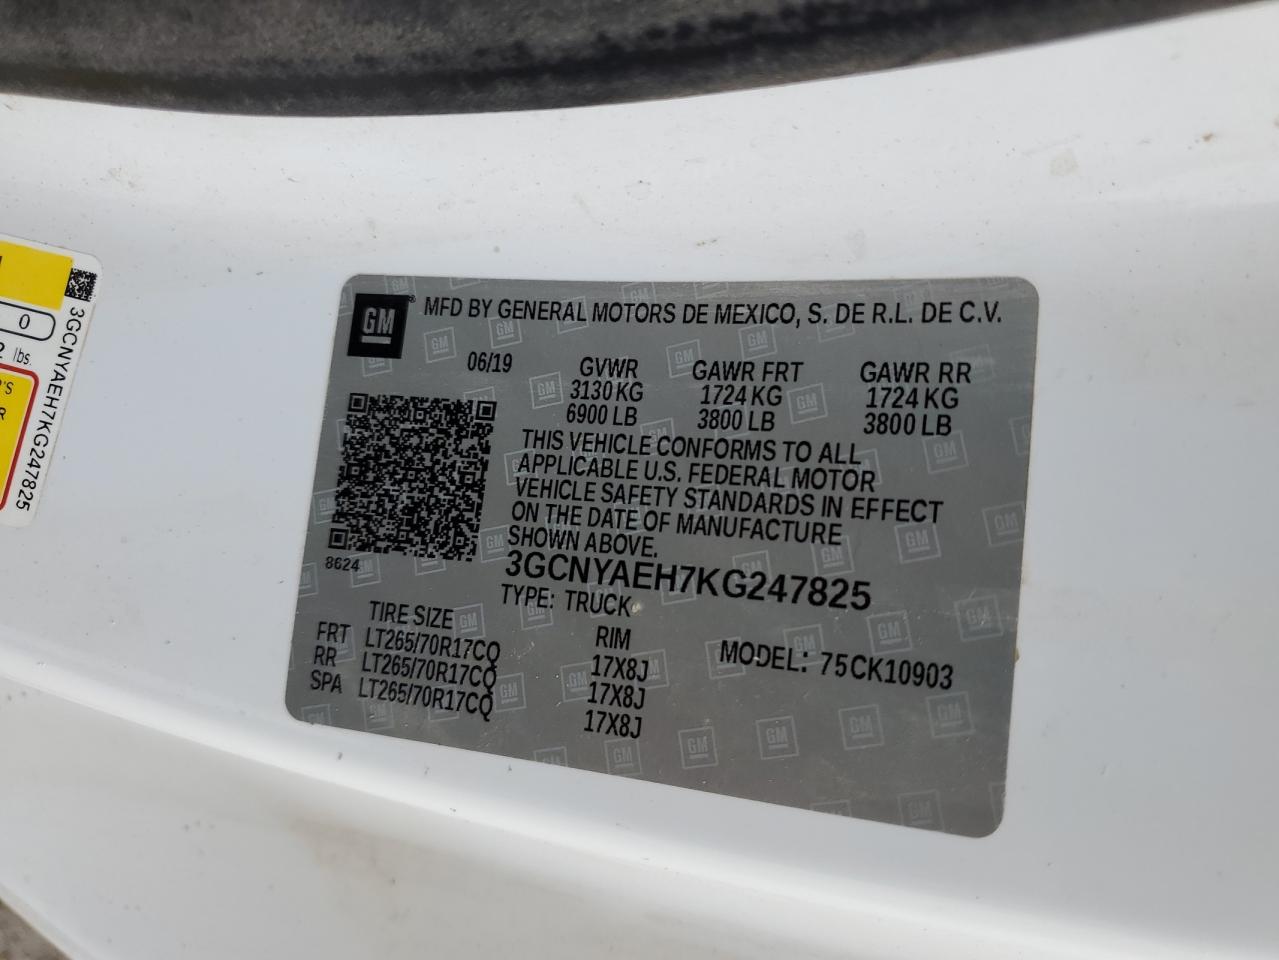 GM® MFD BY GENERAL MOTORS DE MEXICO, S. DE R.L. DE C.V.
06/19 GVWR GAWR FRT GAWR RR
3130 KG 1724 KG 1724 KG
6900 LB 3800 LB 3800 LB
THIS VEHICLE CONFORMS TO ALL
APPLICABLE U.S. FEDERAL MOTOR
VEHICLE SAFETY STANDARDS IN EFFECT
ON THE DATE OF MANUFACTURE
SHOWN ABOVE.
8624
3GCNYAEH7KG247825
TYPE: TRUCK
TIRE SIZE RIM MODEL: 75CK10903
FRT LT265/70R17CQ 17X8J
RR LT265/70R17CQ 17X8J
SPA LT265/70R17CQ 17X8J
0
lbs.
3GCNYAEH7KG247825